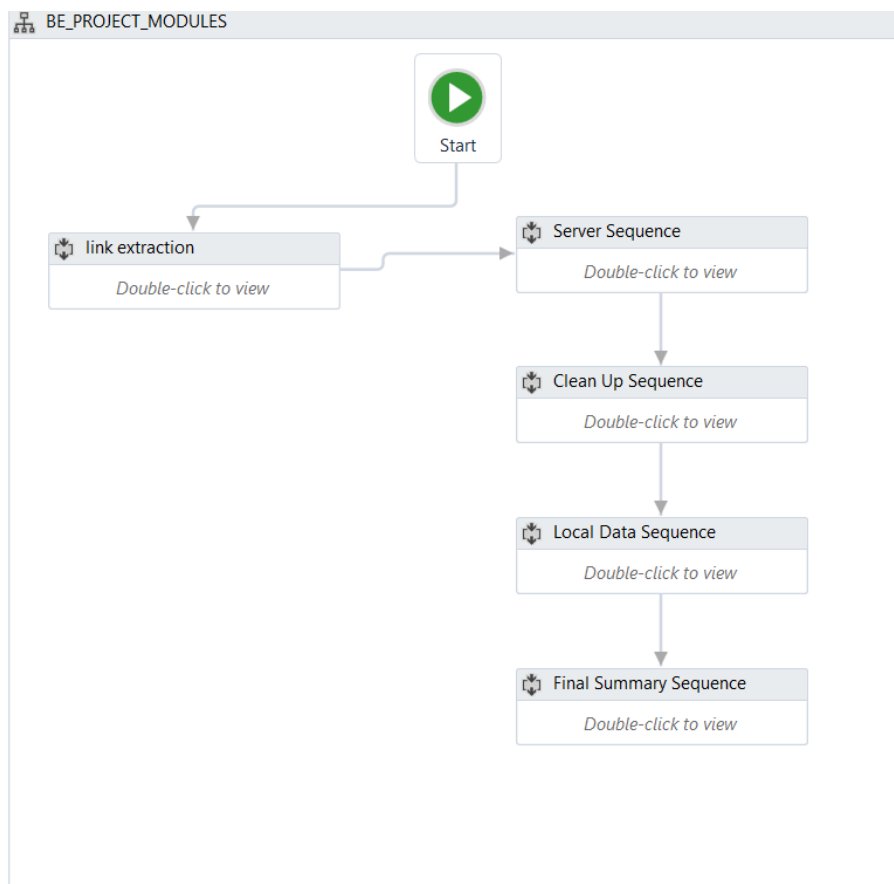 BE_PROJECT_MODULES
Start
link extraction
Double-click to view
Server Sequence
Double-click to view
Clean Up Sequence
Double-click to view
Local Data Sequence
Double-click to view
Final Summary Sequence
Double-click to view